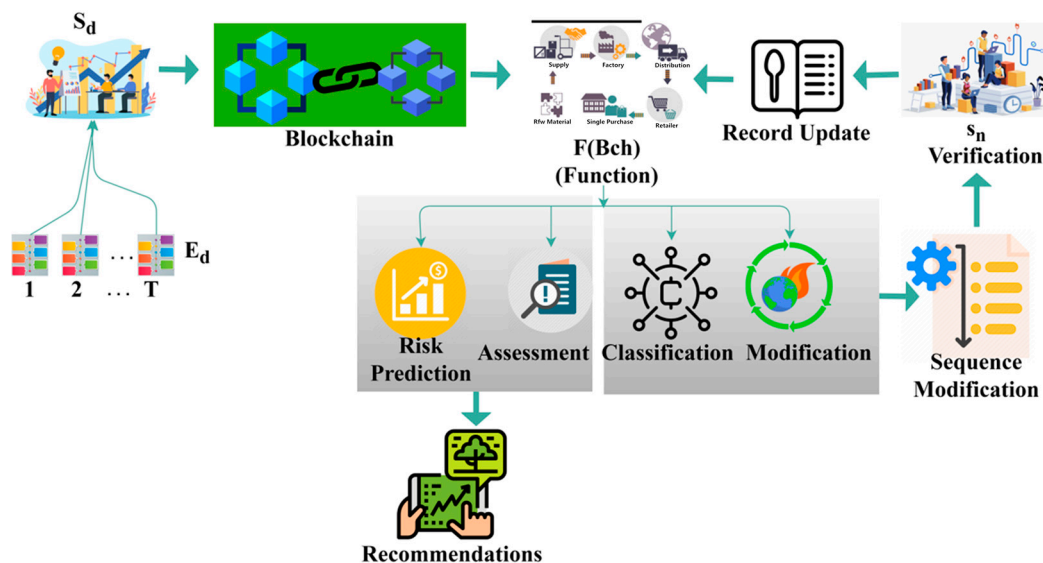 S_d
Blockchain
Supply
Factory
Distribution
Rfw Material
Single Purchase
Retailer
F(Bch)
(Function)
Record Update
s_n
Verification
E_d
1 2 ... T
Risk
Prediction
Assessment
Classification
Modification
Sequence
Modification
Recommendations